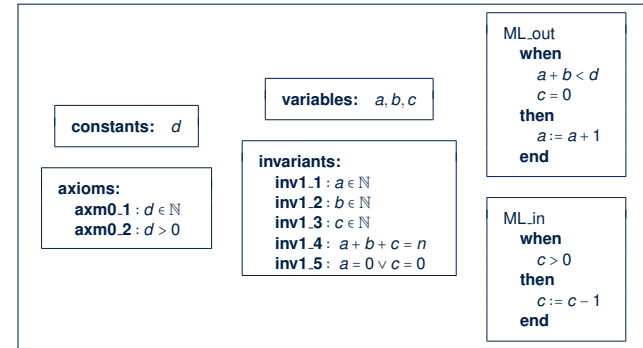 constants: d
axioms:
axm0_1 : d ∈ ℕ
axm0_2 : d > 0
variables: a, b, c
invariants:
inv1_1 : a ∈ ℕ
inv1_2 : b ∈ ℕ
inv1_3 : c ∈ ℕ
inv1_4 : a + b + c = n
inv1_5 : a = 0 ∨ c = 0
ML_out
when
a + b < d
c = 0
then
a := a + 1
end
ML_in
when
c > 0
then
c := c − 1
end